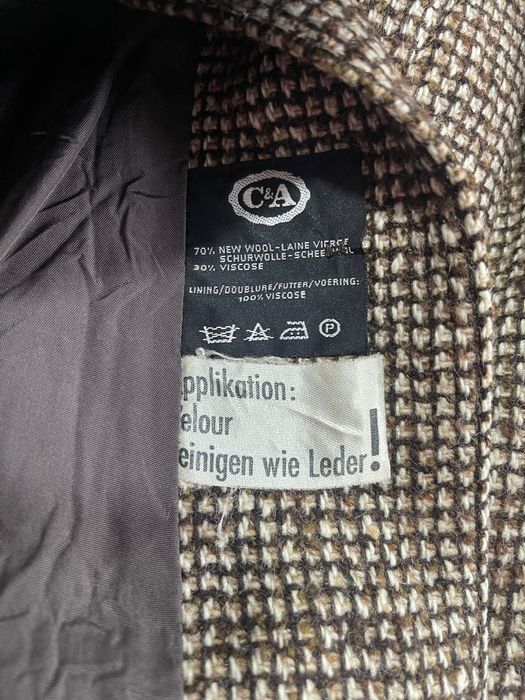 C&A
70% NEW WOOL-LAINE VIERGE
SCHURWOLLE-SCHEERWOL
30% VISCOSE
LINING/DOUBLURE/FUTTER/VOERING:
100% VISCOSE
P
pplikation:
elour
einigen wie Leder!